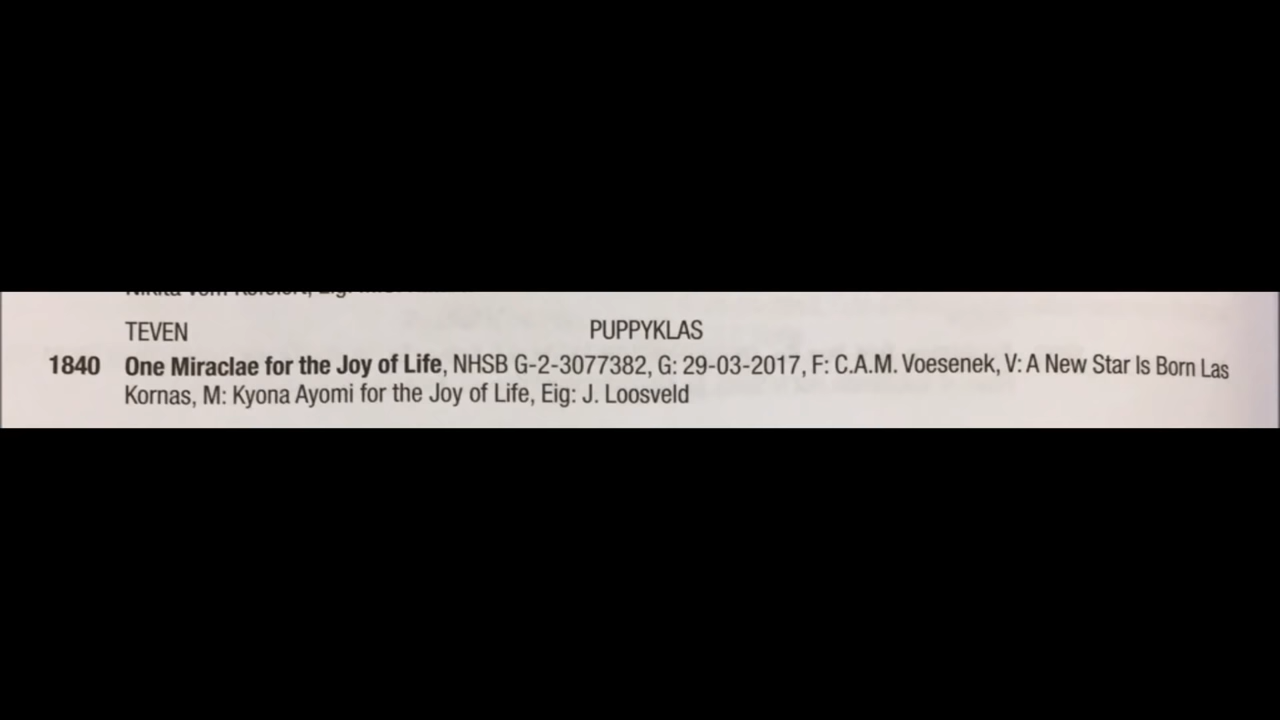 TEVEN PUPPYKLAS
1840 One Miraclae for the Joy of Life, NHSB G-2-3077382, G: 29-03-2017, F: C.A.M. Voesenek, V: A New Star Is Born Las
Kornas, M: Kyona Ayomi for the Joy of Life, Eig: J. Loosveld